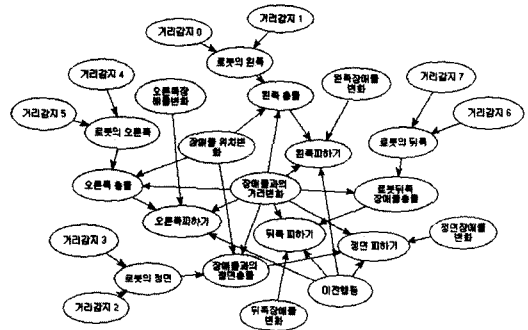 거리감지 0
거리감지 1
로봇의 왼쪽
거리감지 4
오른쪽장
애물변화
왼쪽 충돌
왼쪽장애물
변화
거리감지 7
거리감지 5
로봇의 오른쪽
장애물 위치변
화
로봇의 뒤쪽
거리감지 6
왼쪽피하기
오른쪽 충돌
장애물과의
거리변화
로봇뒤쪽
장애물충돌
오른쪽피하기
거리감지 3
뒤쪽 피하기
정면 피하기
정면장애물
변화
로봇의 정면
장애물과의
정면충돌
거리감지 2
뒤쪽장애물
변화
이전행동